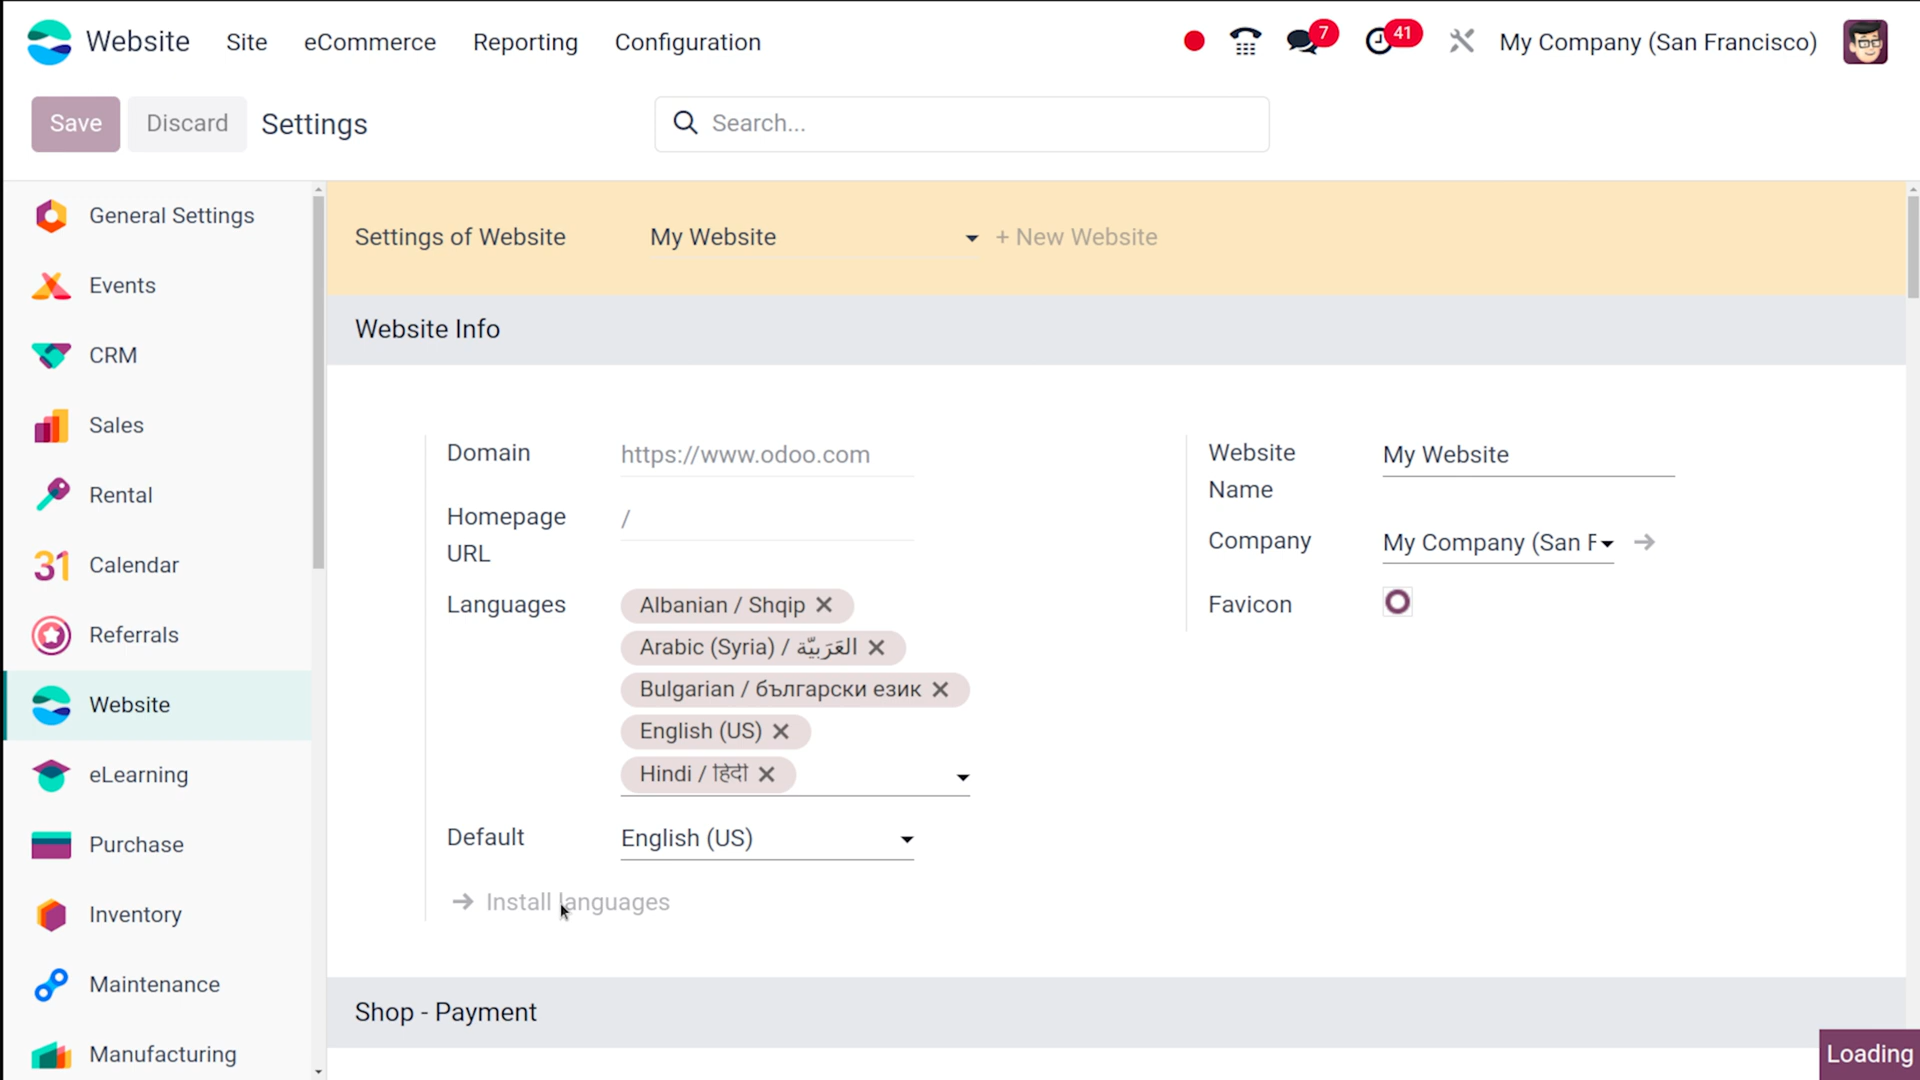 Website Site eCommerce Reporting Configuration 7 41 My Company (San Francisco)
Save Discard Settings Search...
General Settings
Events
CRM
Sales
Rental
31 Calendar
Referrals
Website
eLearning
Purchase
Inventory
Maintenance
Manufacturing
Settings of Website My Website + New Website
Website Info
Domain https://www.odoo.com
Homepage URL /
Languages Albanian / Shqip
Arabic (Syria) / العَرَبيّة
Bulgarian / български език
English (US)
Hindi / हिंदी
Default English (US)
Install languages
Website Name My Website
Company My Company (San F
Favicon
Shop - Payment
Loading